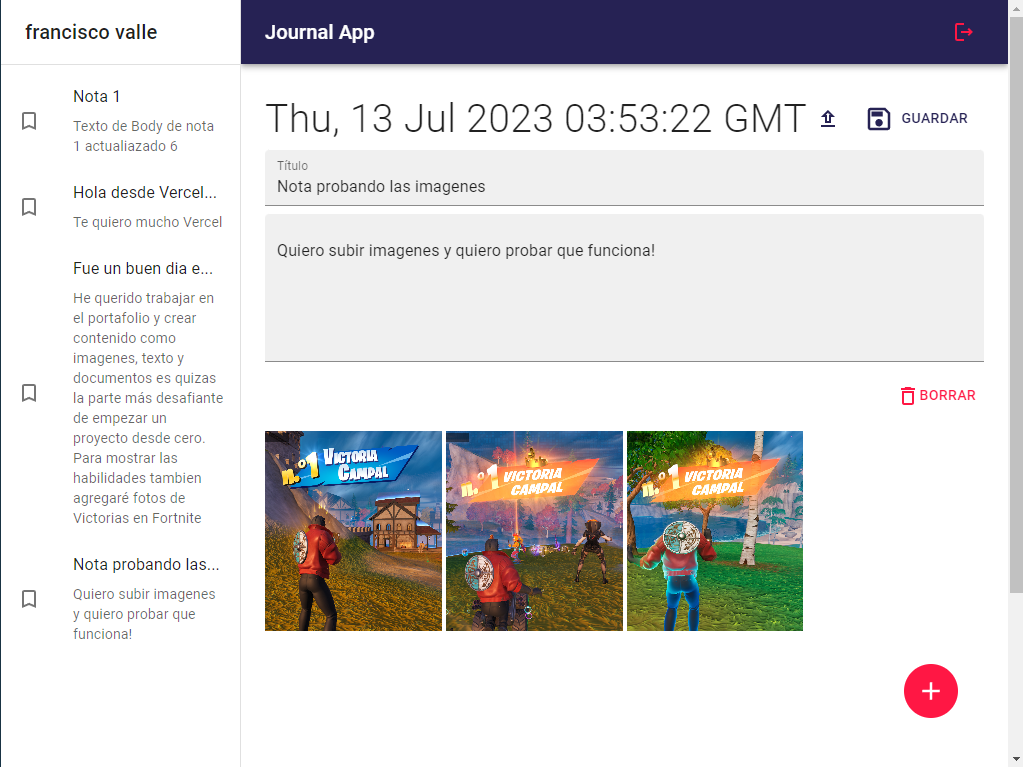 francisco valle
Journal App
Nota 1
Texto de Body de nota
1 actualiazado 6
Hola desde Vercel...
Te quiero mucho Vercel
Fue un buen dia e...
He querido trabajar en
el portafolio y crear
contenido como
imagenes, texto y
documentos es quizas
la parte más desafiante
de empezar un
proyecto desde cero.
Para mostrar las
habilidades tambien
agregaré fotos de
Victorias en Fortnite
Nota probando las...
Quiero subir imagenes
y quiero probar que
funciona!
Thu, 13 Jul 2023 03:53:22 GMT
GUARDAR
Título
Nota probando las imagenes
Quiero subir imagenes y quiero probar que funciona!
BORRAR
n.º1 VICTORIA
CAMPAL
n.º1 VICTORIA
CAMPAL
n.º1 VICTORIA
CAMPAL